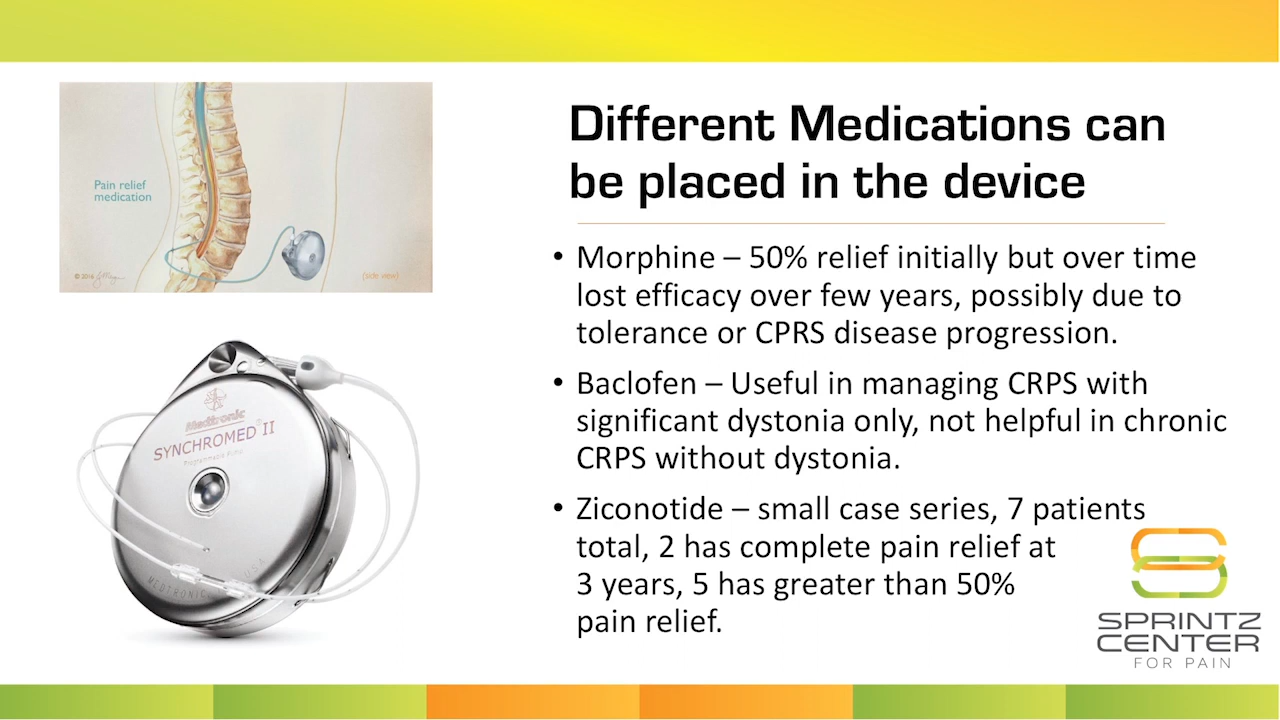 Different Medications can
be placed in the device
• Morphine – 50% relief initially but over time
lost efficacy over few years, possibly due to
tolerance or CPRS disease progression.
• Baclofen – Useful in managing CRPS with
significant dystonia only, not helpful in chronic
CRPS without dystonia.
• Ziconotide – small case series, 7 patients
total, 2 has complete pain relief at
3 years, 5 has greater than 50%
pain relief.
Pain relief
medication
© 2016
(side view)
Medtronic
SYNCHROMED® II
Programmable Pump
MEDTRONIC, USA
SPRINTZ
CENTER
FOR PAIN